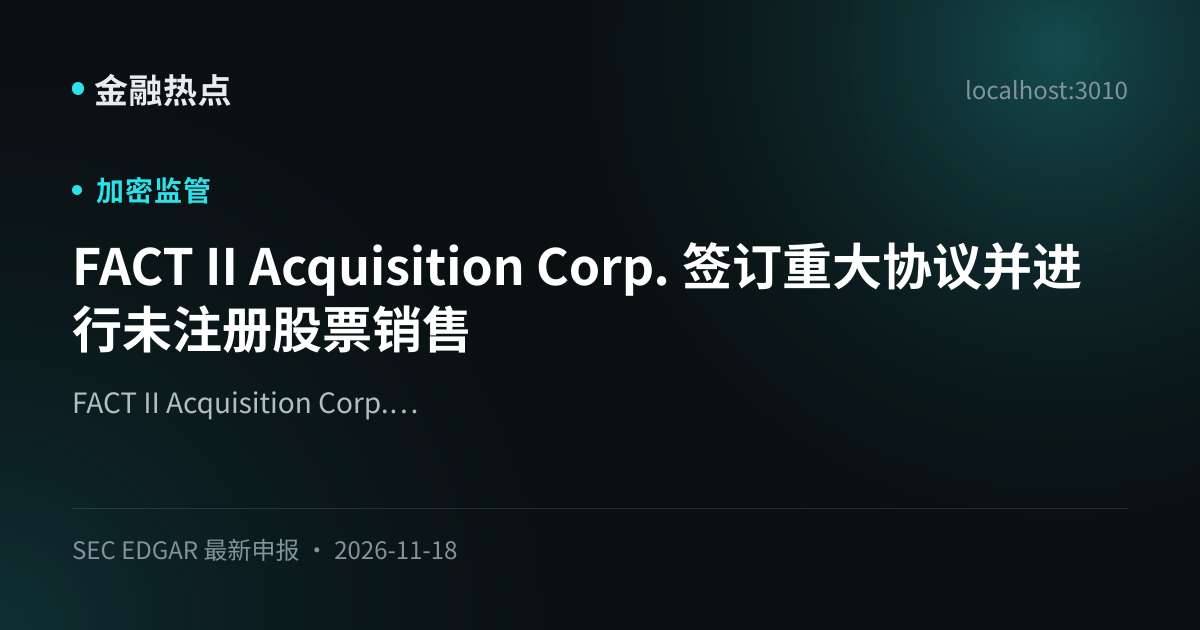 金融热点
localhost:3010
加密监管
FACT II Acquisition Corp. 签订重大协议并进
行未注册股票销售
FACT II Acquisition Corp.…
SEC EDGAR 最新申报 · 2026-11-18